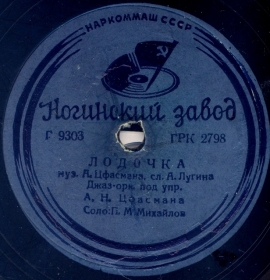 НАРКОММАШ СССР
Ногинский завод
Г 9303 ГРК 2798
ЛОДОЧКА
муз. А. Цфасмана, сл. А. Лугина
Джаз-орк. под упр.
А. Н. Цфасмана
Соло: П. М. Михайлов